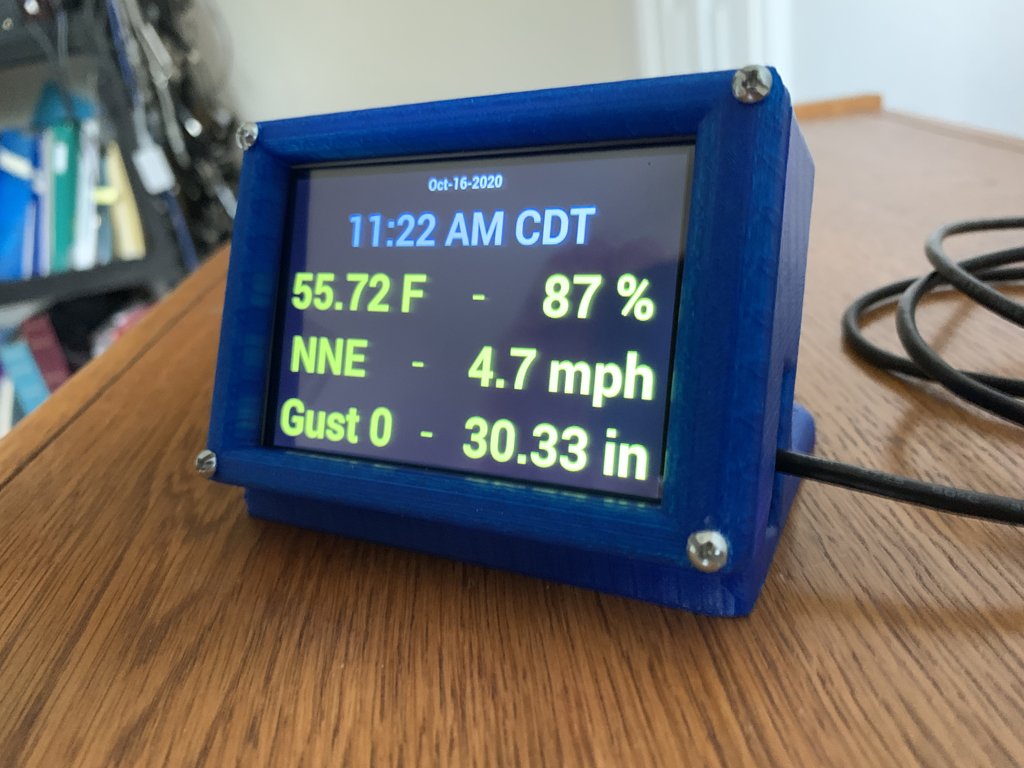 Oct-16-2020
11:22 AM CDT
55.72 F - 87 %
NNE - 4.7 mph
Gust 0 - 30.33 in